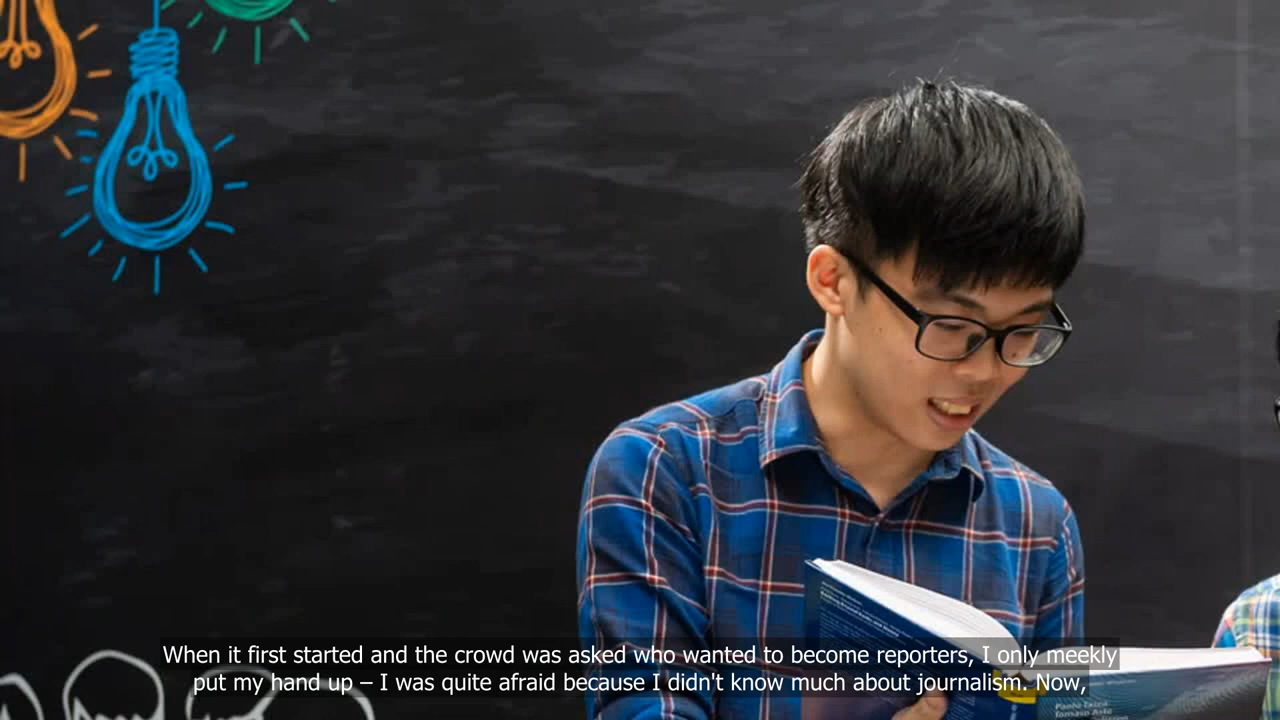 When it first started and the crowd was asked who wanted to become reporters, I only meekly
put my hand up – I was quite afraid because I didn't know much about journalism. Now,